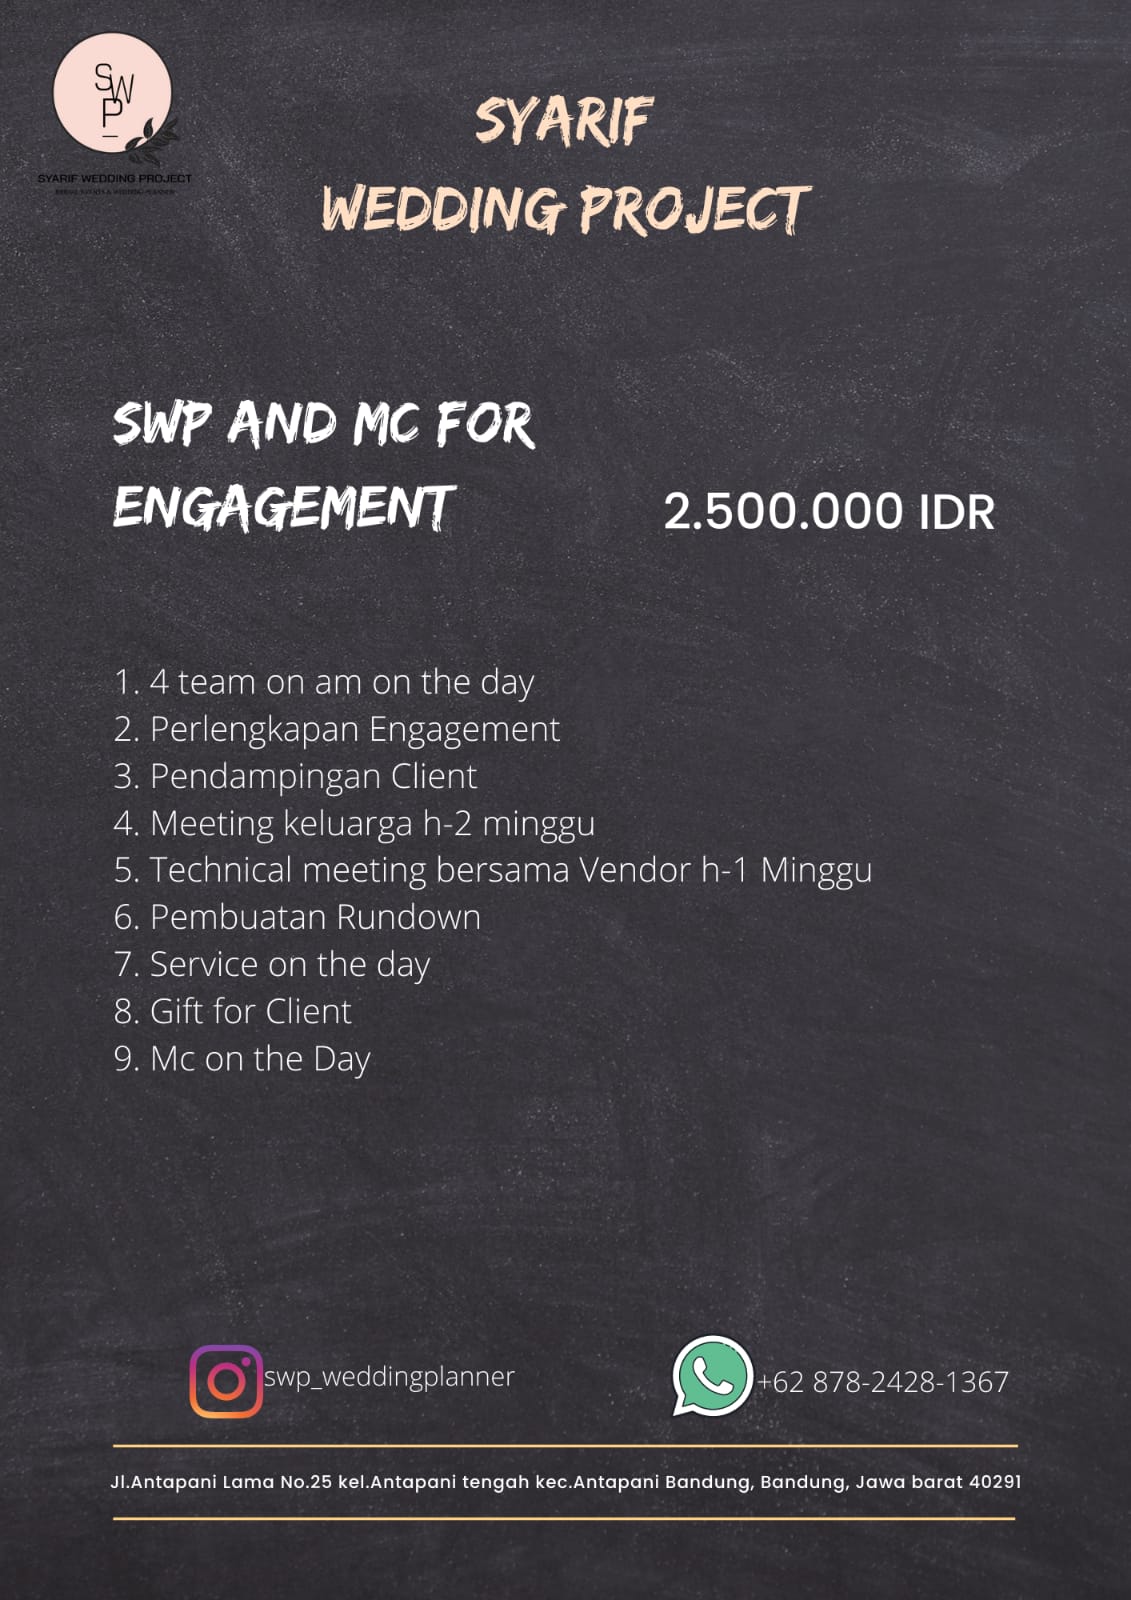 SWP
SYARIF WEDDING PROJECT
SYARIF
WEDDING PROJECT
SWP AND MC FOR
ENGAGEMENT
2.500.000 IDR
1. 4 team on am on the day
2. Perlengkapan Engagement
3. Pendampingan Client
4. Meeting keluarga h-2 minggu
5. Technical meeting bersama Vendor h-1 Minggu
6. Pembuatan Rundown
7. Service on the day
8. Gift for Client
9. Mc on the Day
swp_weddingplanner
+62 878-2428-1367
Jl.Antapani Lama No.25 kel.Antapani tengah kec.Antapani Bandung, Bandung, Jawa barat 40291